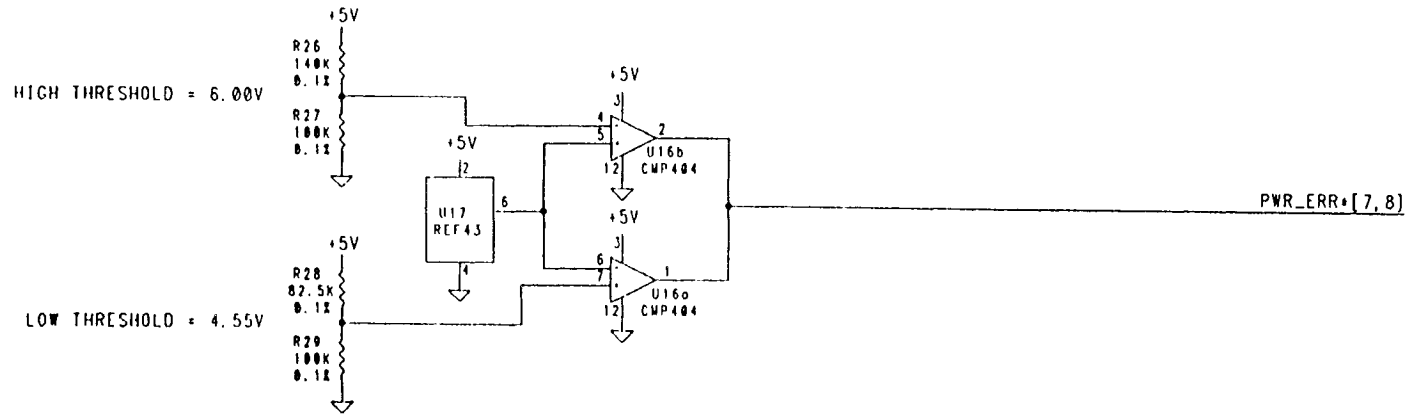 +5V
R26
140K
0.1%
HIGH THRESHOLD = 6.00V
R27
100K
0.1%
+5V
3
4
5
2
U16b
CMP404
12
+5V
2
U17
REF43
6
4
+5V
3
6
7
1
U16a
CMP404
12
+5V
R28
82.5K
0.1%
LOW THRESHOLD = 4.55V
R29
100K
0.1%
PWR_ERR*[7,8]